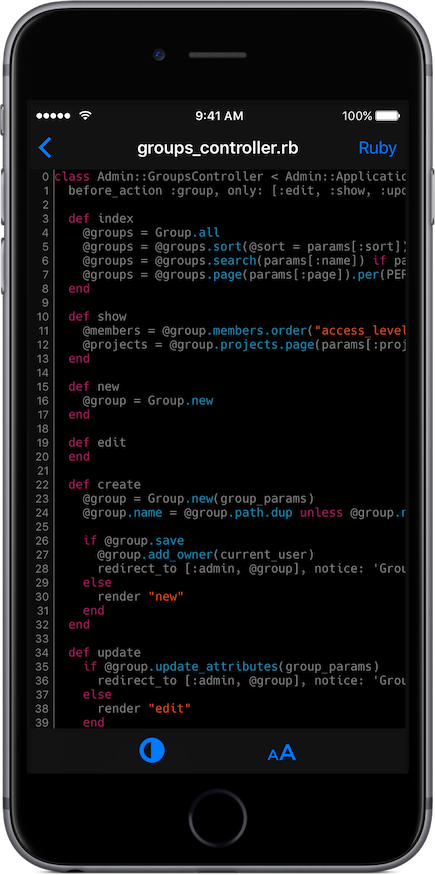 9:41 AM 100%
groups_controller.rb Ruby
0 class Admin::GroupsController < Admin::Applicatio
1 before_action :group, only: [:edit, :show, :upd
2
3 def index
4 @groups = Group.all
5 @groups = @groups.sort(@sort = params[:sort])
6 @groups = @groups.search(params[:name]) if pa
7 @groups = @groups.page(params[:page]).per(PER
8 end
9
10 def show
11 @members = @group.members.order("access_level
12 @projects = @group.projects.page(params[:proj
13 end
14
15 def new
16 @group = Group.new
17 end
18
19 def edit
20 end
21
22 def create
23 @group = Group.new(group_params)
24 @group.name = @group.path.dup unless @group.n
25
26 if @group.save
27 @group.add_owner(current_user)
28 redirect_to [:admin, @group], notice: 'Grou
29 else
30 render "new"
31 end
32 end
33
34 def update
35 if @group.update_attributes(group_params)
36 redirect_to [:admin, @group], notice: 'Grou
37 else
38 render "edit"
39 end
AA